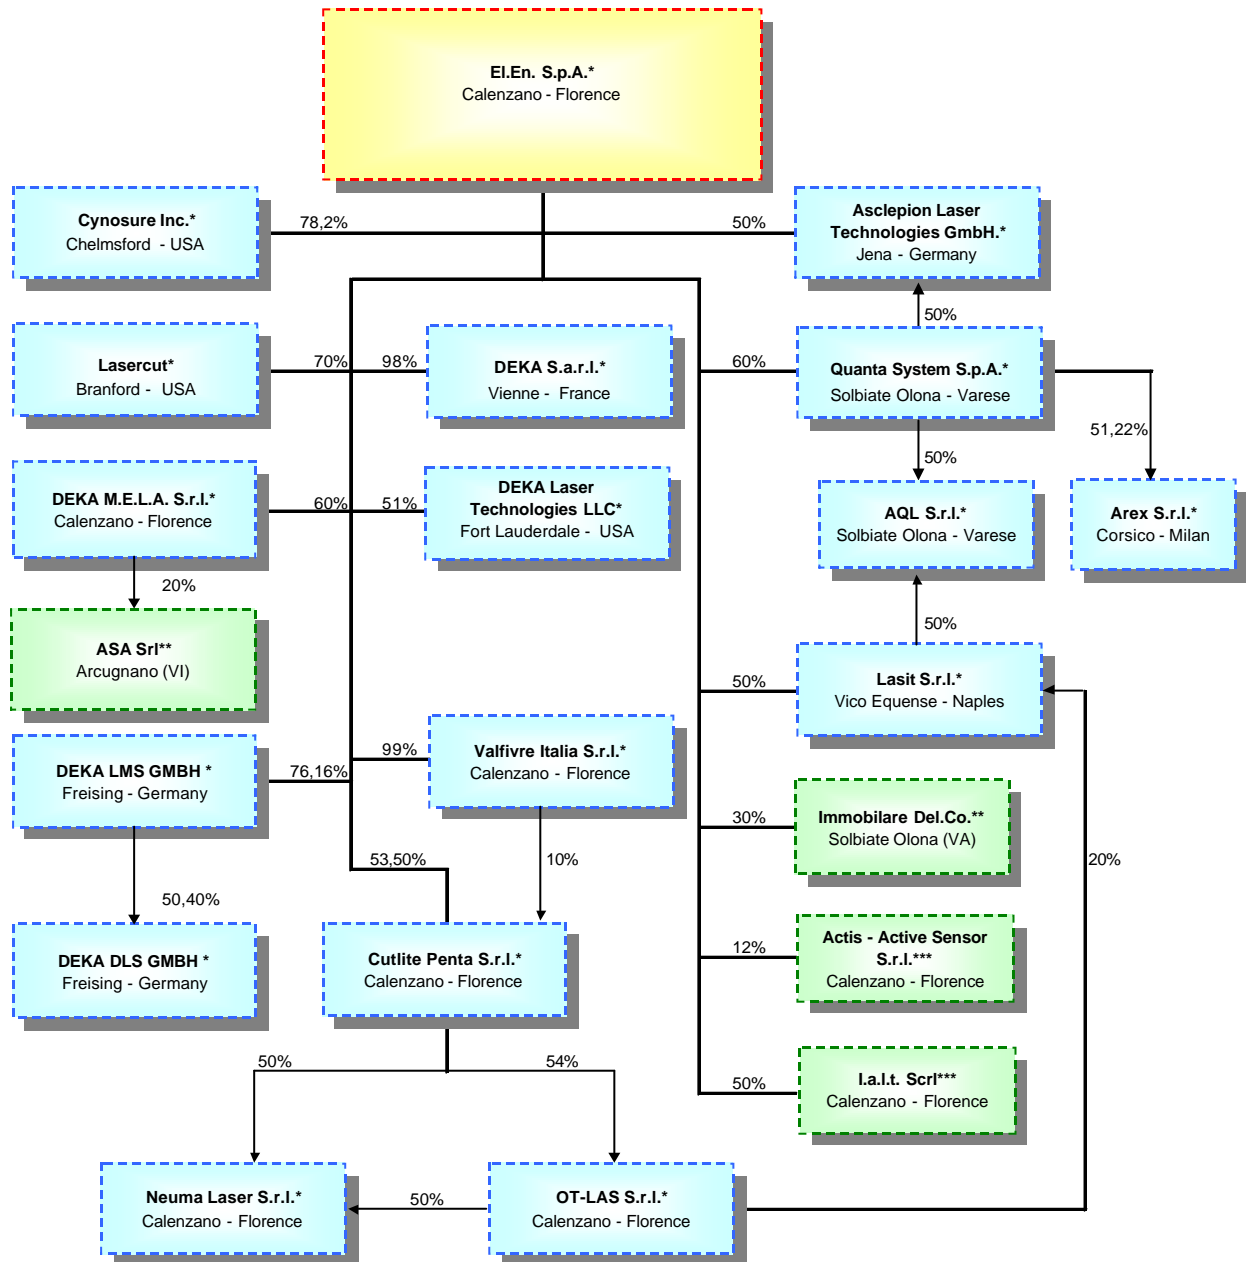 El.En. S.p.A.*
Calenzano - Florence
Cynosure Inc.*
Chelmsford - USA
78,2%
50%
Asclepion Laser
Technologies GmbH.*
Jena - Germany
50%
Lasercut*
Branford - USA
70%
98%
DEKA S.a.r.l.*
Vienne - France
60%
Quanta System S.p.A.*
Solbiate Olona - Varese
51,22%
50%
DEKA M.E.L.A. S.r.l.*
Calenzano - Florence
60%
51%
DEKA Laser
Technologies LLC*
Fort Lauderdale - USA
AQL S.r.l.*
Solbiate Olona - Varese
Arex S.r.l.*
Corsico - Milan
20%
50%
ASA Srl**
Arcugnano (VI)
50%
Lasit S.r.l.*
Vico Equense - Naples
DEKA LMS GMBH *
Freising - Germany
76,16%
99%
Valfivre Italia S.r.l.*
Calenzano - Florence
30%
Immobilare Del.Co.**
Solbiate Olona (VA)
20%
53,50%
10%
50,40%
DEKA DLS GMBH *
Freising - Germany
Cutlite Penta S.r.l.*
Calenzano - Florence
12%
Actis - Active Sensor
S.r.l.***
Calenzano - Florence
50%
54%
50%
I.a.l.t. Scrl***
Calenzano - Florence
Neuma Laser S.r.l.*
Calenzano - Florence
50%
OT-LAS S.r.l.*
Calenzano - Florence